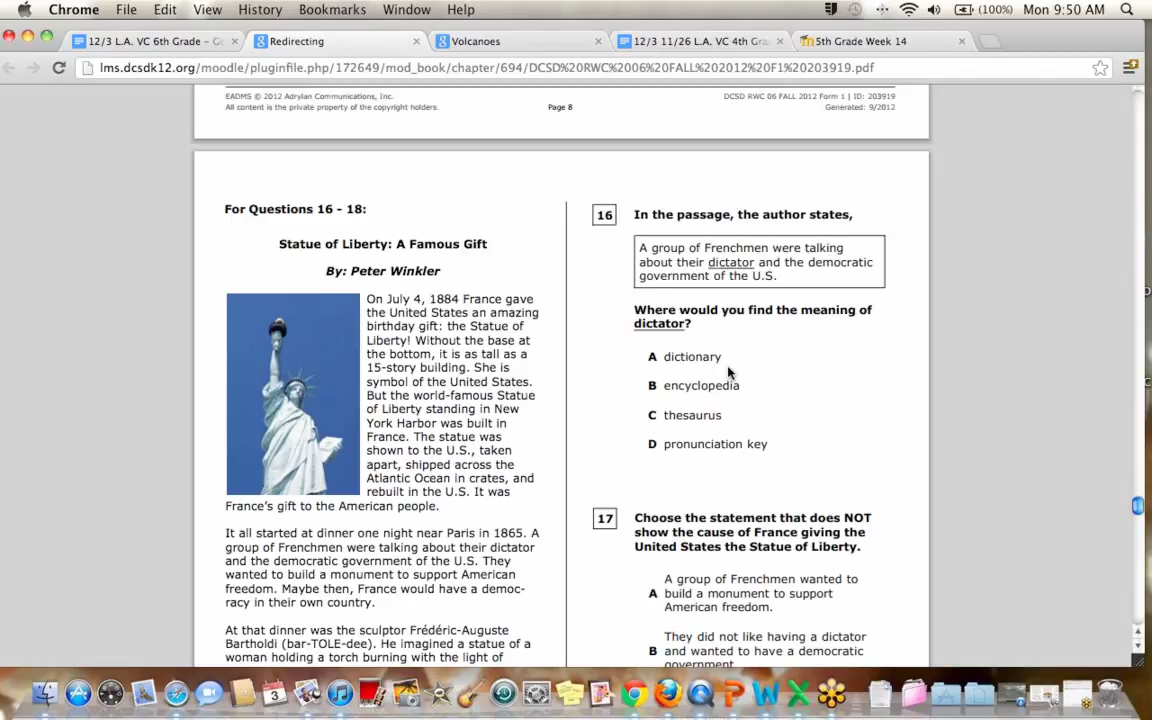 Chrome File Edit View History Bookmarks Window Help (100%) Mon 9:50 AM
12/3 L.A. VC 6th Grade – G
Redirecting
Volcanoes
12/3 11/26 L.A. VC 4th Gra
5th Grade Week 14
lms.dcsdk12.org/moodle/pluginfile.php/172649/mod_book/chapter/694/DCSD%20RWC%2006%20FALL%202012%20F1%20203919.pdf
EADMS © 2012 Adrylan Communications, Inc.
All content is the private property of the copyright holders.
Page 8
DCSD RWC 06 FALL 2012 Form 1 | ID: 203919
Generated: 9/2012
For Questions 16 - 18:
Statue of Liberty: A Famous Gift
By: Peter Winkler
On July 4, 1884 France gave
the United States an amazing
birthday gift: the Statue of
Liberty! Without the base at
the bottom, it is as tall as a
15-story building. She is
symbol of the United States.
But the world-famous Statue
of Liberty standing in New
York Harbor was built in
France. The statue was
shown to the U.S., taken
apart, shipped across the
Atlantic Ocean in crates, and
rebuilt in the U.S. It was
France's gift to the American people.
It all started at dinner one night near Paris in 1865. A
group of Frenchmen were talking about their dictator
and the democratic government of the U.S. They
wanted to build a monument to support American
freedom. Maybe then, France would have a democ-
racy in their own country.
At that dinner was the sculptor Frédéric-Auguste
Bartholdi (bar-TOLE-dee). He imagined a statue of a
woman holding a torch burning with the light of
16 In the passage, the author states,
A group of Frenchmen were talking
about their dictator and the democratic
government of the U.S.
Where would you find the meaning of
dictator?
A dictionary
B encyclopedia
C thesaurus
D pronunciation key
17 Choose the statement that does NOT
show the cause of France giving the
United States the Statue of Liberty.
A group of Frenchmen wanted to
A build a monument to support
American freedom.
They did not like having a dictator
B and wanted to have a democratic
government.